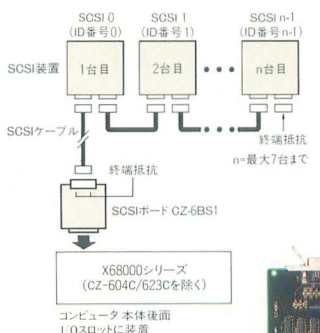 SCSI 0
(ID番号0)
SCSI 1
(ID番号1)
SCSI n-1
(ID番号n-1)
SCSI装置
1台目
2台目
n台目
SCSIケーブル
終端抵抗
n=最大7台まで
終端抵抗
SCSIボード CZ-6BS1
X68000シリーズ
(CZ-604C/623Cを除く)
コンピュータ本体後面
I/Oスロットに装着